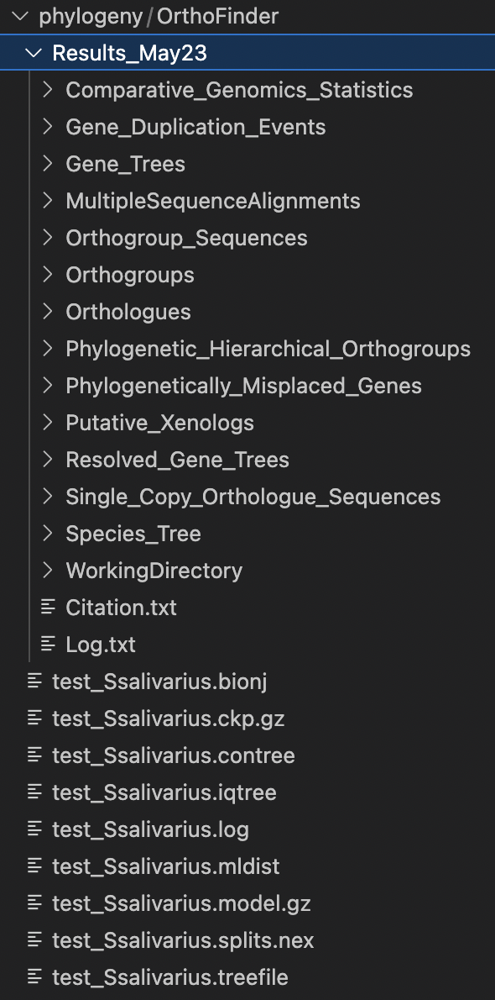 phylogeny/OrthoFinder
Results_May23
Comparative_Genomics_Statistics
Gene_Duplication_Events
Gene_Trees
MultipleSequenceAlignments
Orthogroup_Sequences
Orthogroups
Orthologues
Phylogenetic_Hierarchical_Orthogroups
Phylogenetically_Misplaced_Genes
Putative_Xenologs
Resolved_Gene_Trees
Single_Copy_Orthologue_Sequences
Species_Tree
WorkingDirectory
Citation.txt
Log.txt
test_Ssalivarius.bionj
test_Ssalivarius.ckp.gz
test_Ssalivarius.contree
test_Ssalivarius.iqtree
test_Ssalivarius.log
test_Ssalivarius.mldist
test_Ssalivarius.model.gz
test_Ssalivarius.splits.nex
test_Ssalivarius.treefile